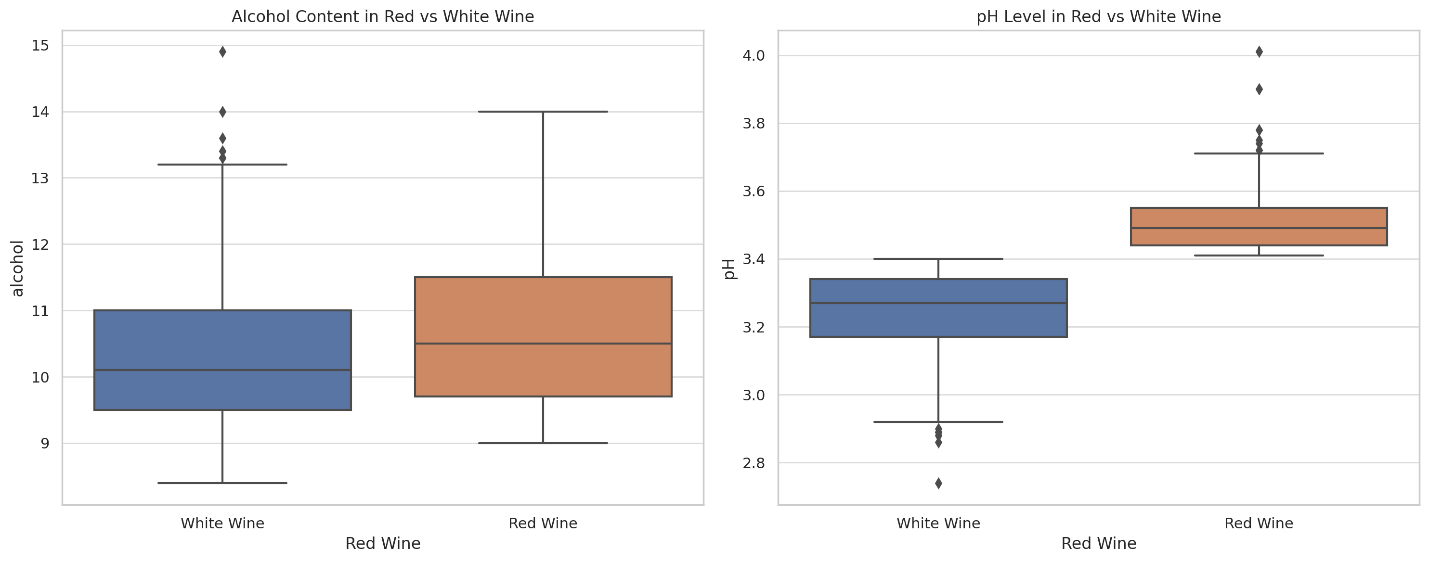 Alcohol Content in Red vs White Wine
15
14
13
12
11
10
9
alcohol
White Wine
Red Wine
Red Wine
pH Level in Red vs White Wine
4.0
3.8
3.6
3.4
3.2
3.0
2.8
pH
White Wine
Red Wine
Red Wine